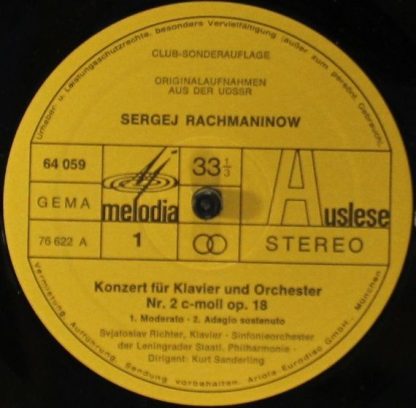 Urheber- u. Leistungsschutzrechte, besonders Vervielfältigung (außer zum persönl. Gebrauch),
CLUB-SONDERAUFLAGE
ORIGINALAUFNAHMEN
AUS DER UDSSR
SERGEJ RACHMANINOW
64 059
33 1/3
GEMA
melodia
Auslese
76 622 A
1
STEREO
Konzert für Klavier und Orchester
Nr. 2 c-moll op. 18
1. Moderato - 2. Adagio sostenuto
Svjatoslav Richter, Klavier - Sinfonieorchester
der Leningrader Staatl. Philharmonie -
Dirigent: Kurt Sanderling
Vermietung, Aufführung, Sendung vorbehalten. Ariola-Eurodisc GmbH. München